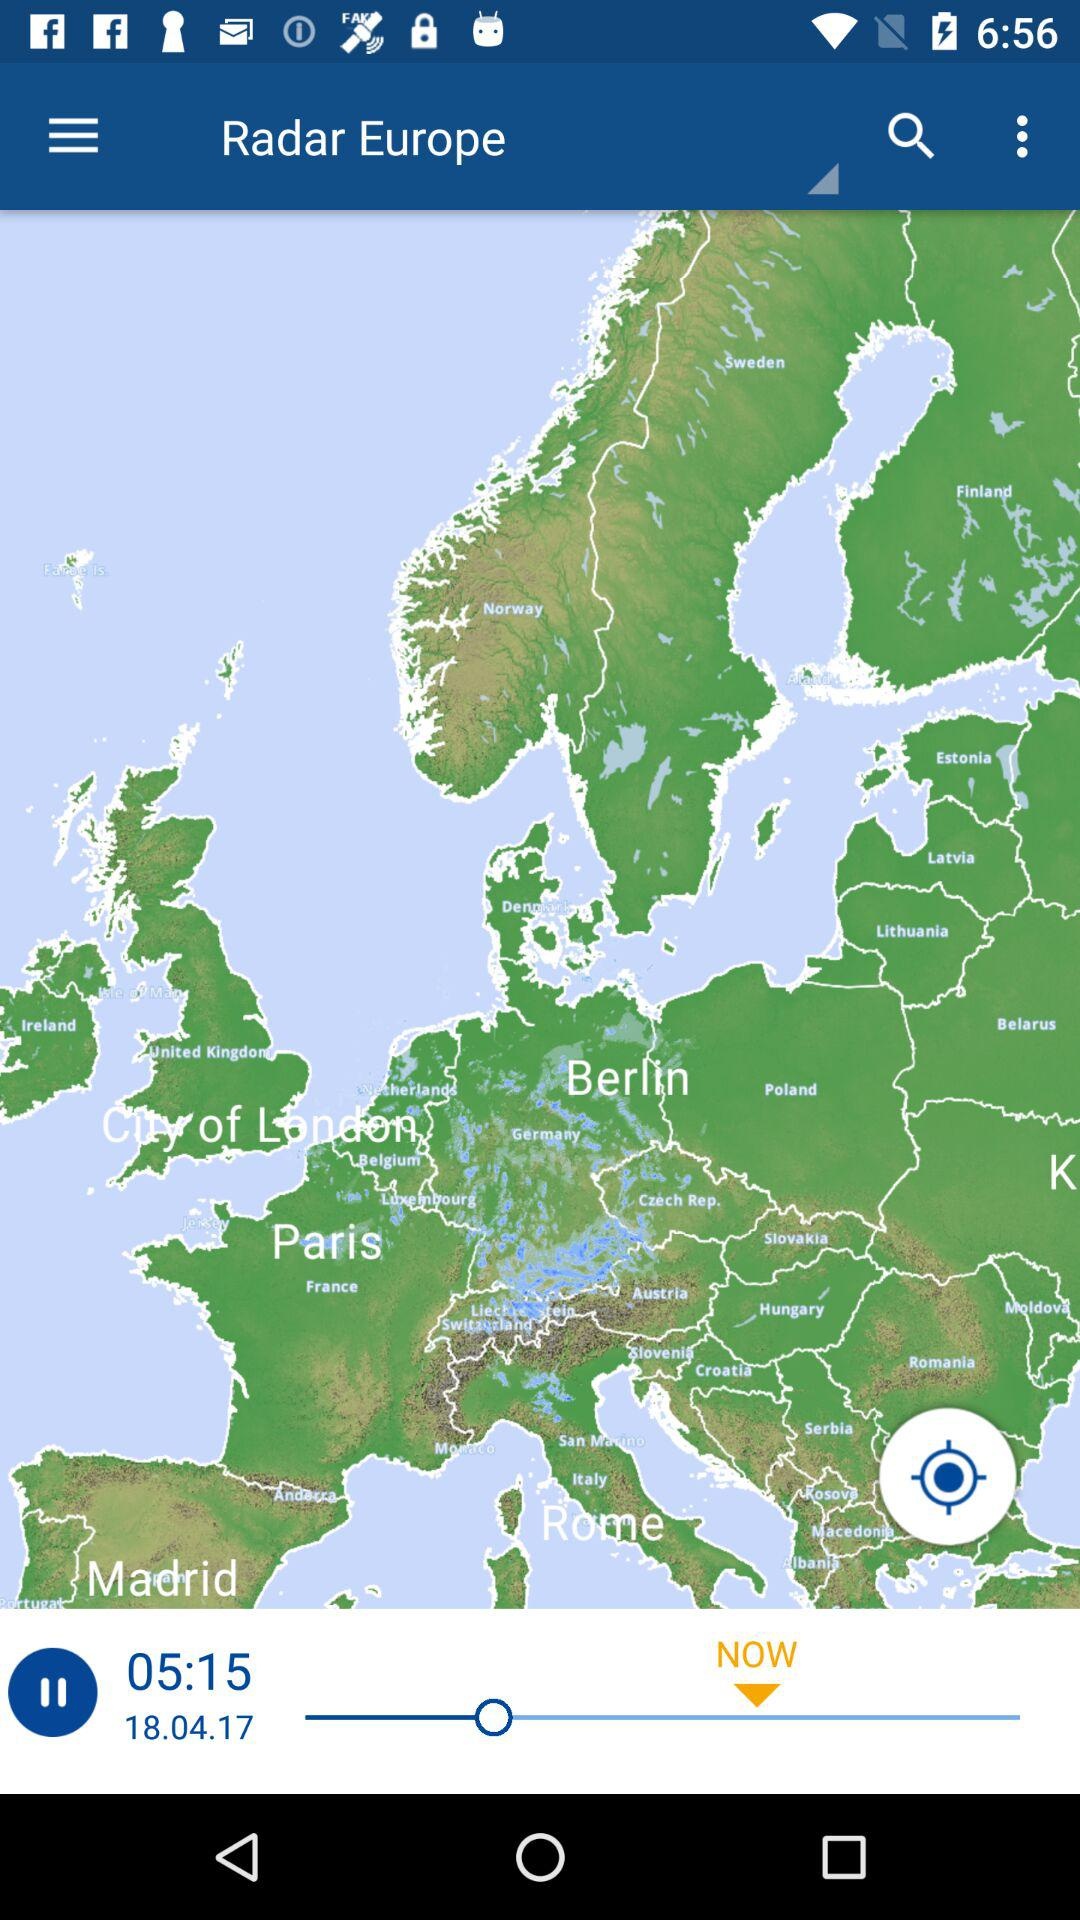 FAKE
6:56
Radar Europe
Sweden
Finland
Faroe Is.
Norway
Aland
Estonia
Latvia
Denmark
Lithuania
Isle of Man
Ireland
Belarus
United Kingdom
Berlin
Netherlands
Poland
City of London
Germany
Belgium
K
Luxembourg
Czech Rep.
Jersey
Paris
Slovakia
France
Austria
Liechtenstein
Hungary
Moldova
Switzerland
Slovenia
Croatia
Romania
Serbia
San Marino
Monaco
Italy
Andorra
Kosovo
Rome
Macedonia
Albania
Madrid
Spain
Portugal
NOW
05:15
18.04.17